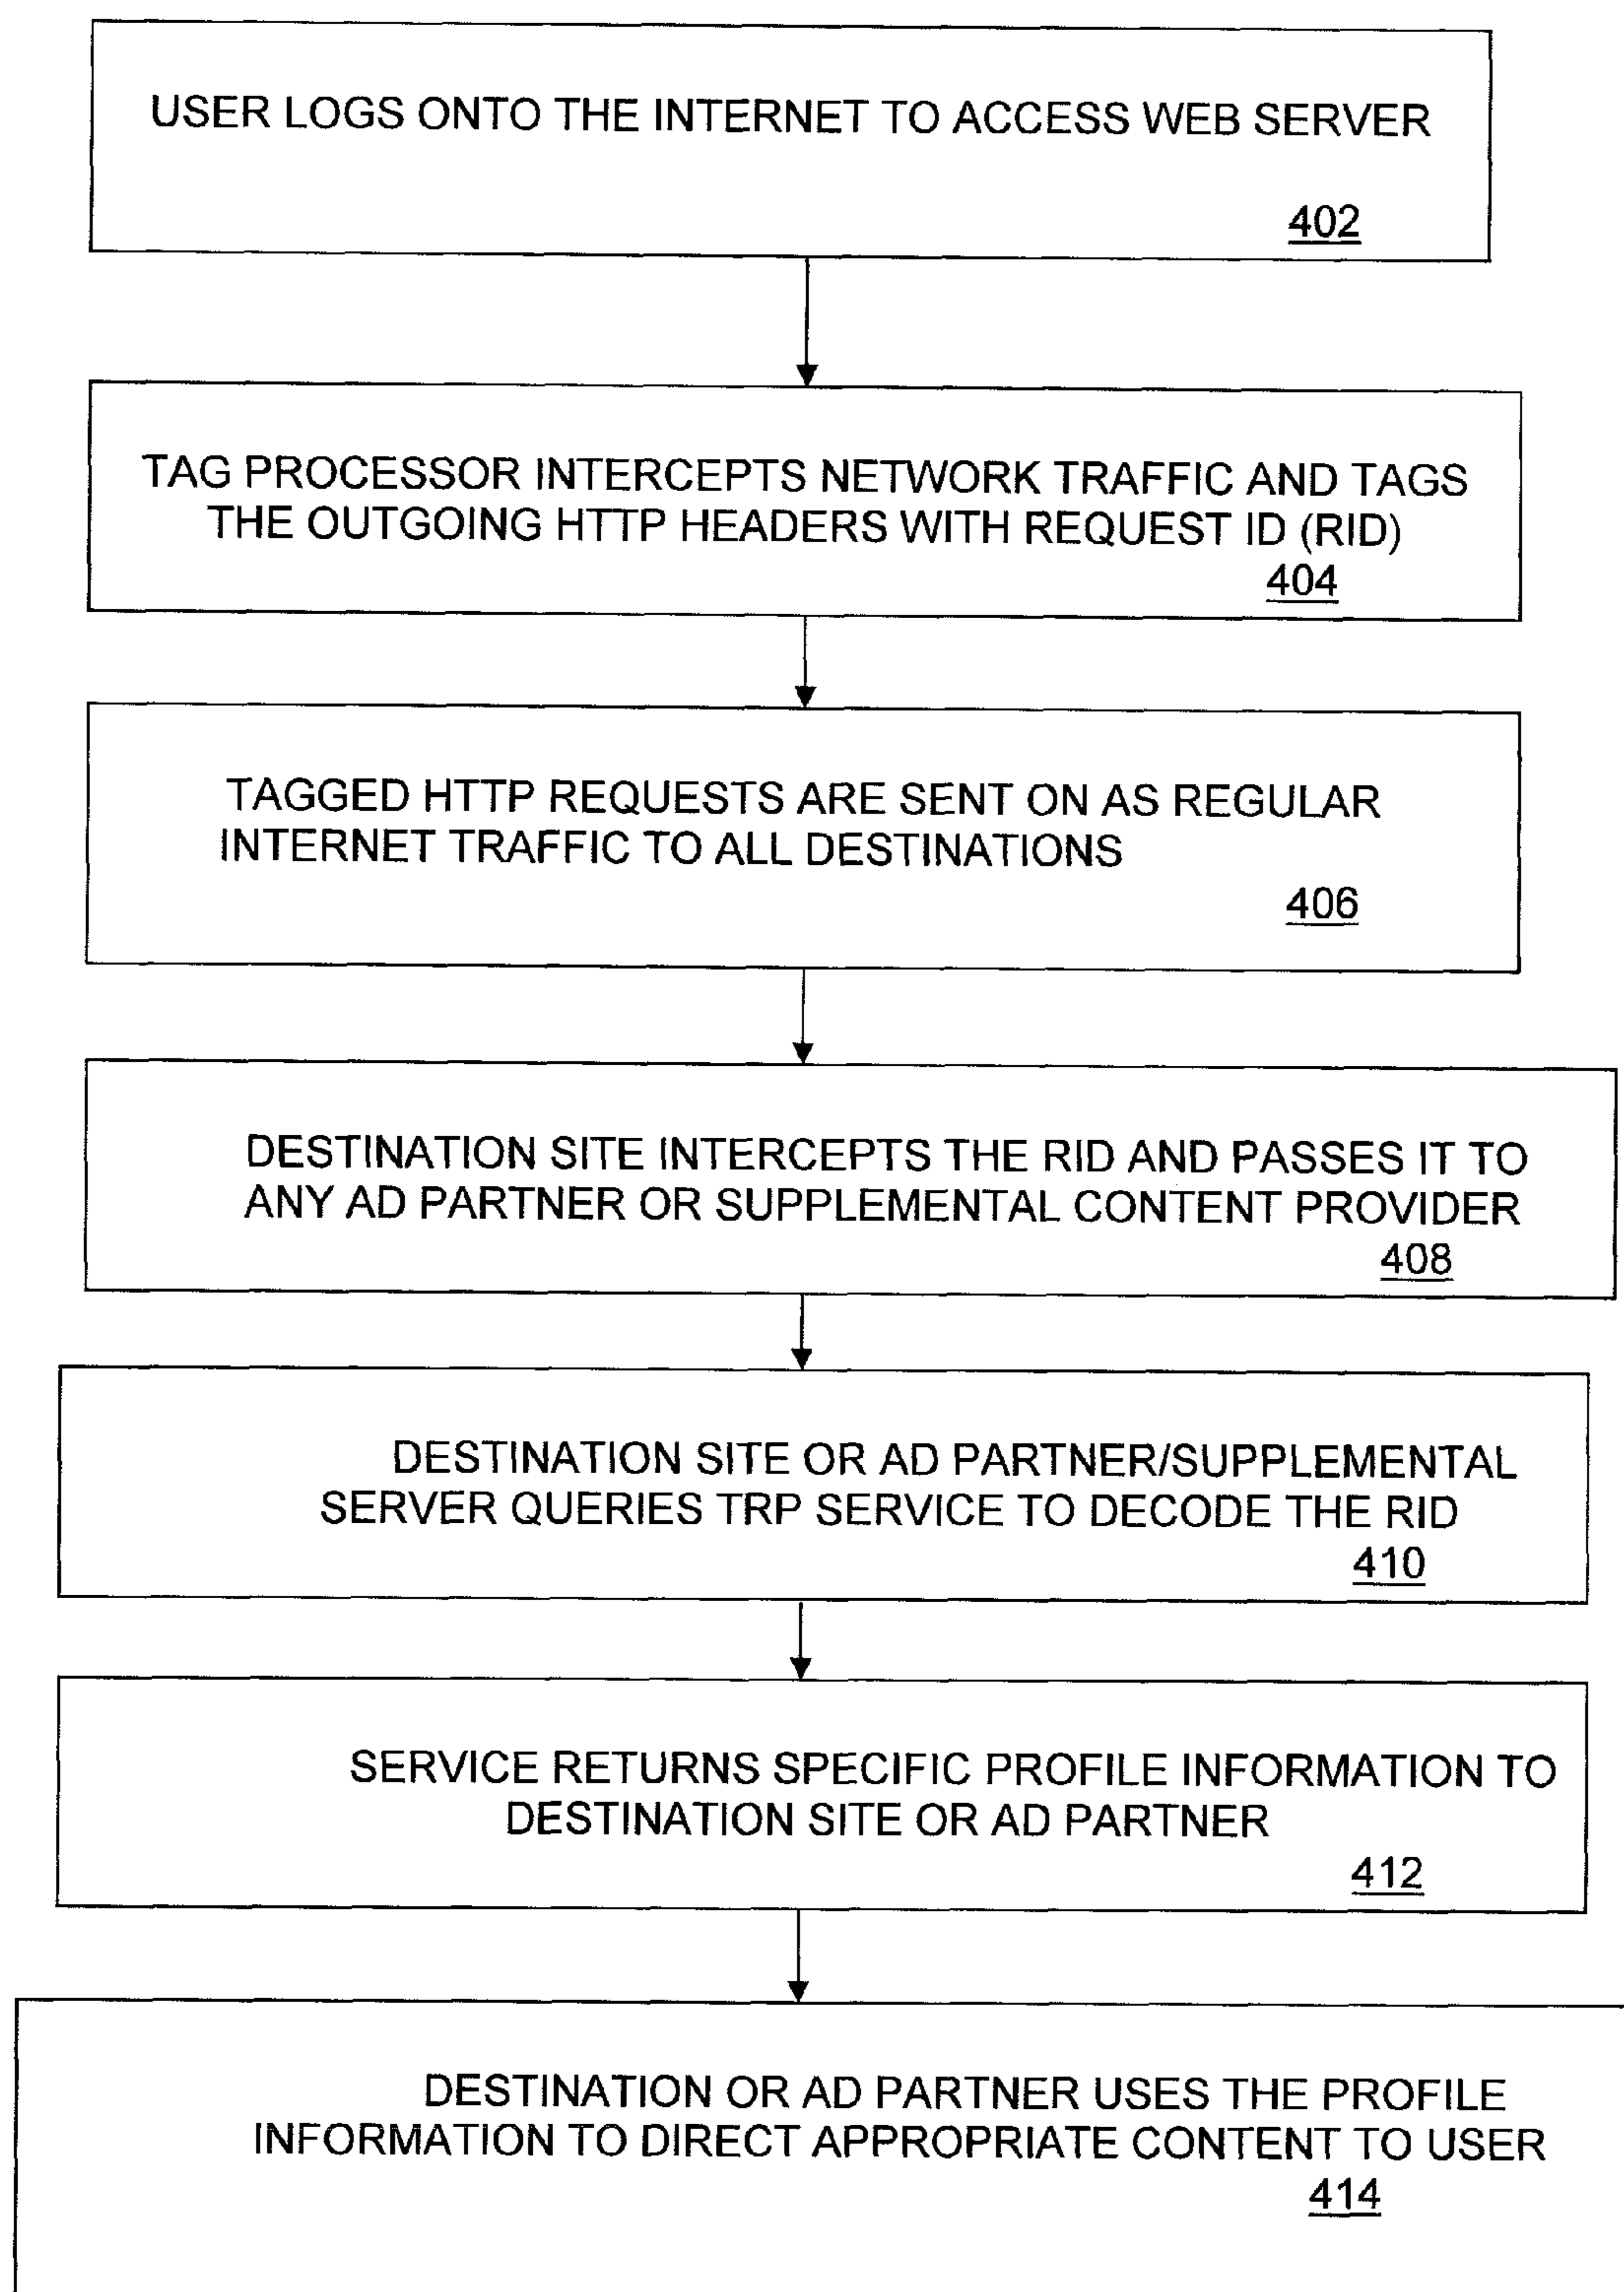 USER LOGS ONTO THE INTERNET TO ACCESS WEB SERVER
402
TAG PROCESSOR INTERCEPTS NETWORK TRAFFIC AND TAGS
THE OUTGOING HTTP HEADERS WITH REQUEST ID (RID)
404
TAGGED HTTP REQUESTS ARE SENT ON AS REGULAR
INTERNET TRAFFIC TO ALL DESTINATIONS
406
DESTINATION SITE INTERCEPTS THE RID AND PASSES IT TO
ANY AD PARTNER OR SUPPLEMENTAL CONTENT PROVIDER
408
DESTINATION SITE OR AD PARTNER/SUPPLEMENTAL
SERVER QUERIES TRP SERVICE TO DECODE THE RID
410
SERVICE RETURNS SPECIFIC PROFILE INFORMATION TO
DESTINATION SITE OR AD PARTNER
412
DESTINATION OR AD PARTNER USES THE PROFILE
INFORMATION TO DIRECT APPROPRIATE CONTENT TO USER
414